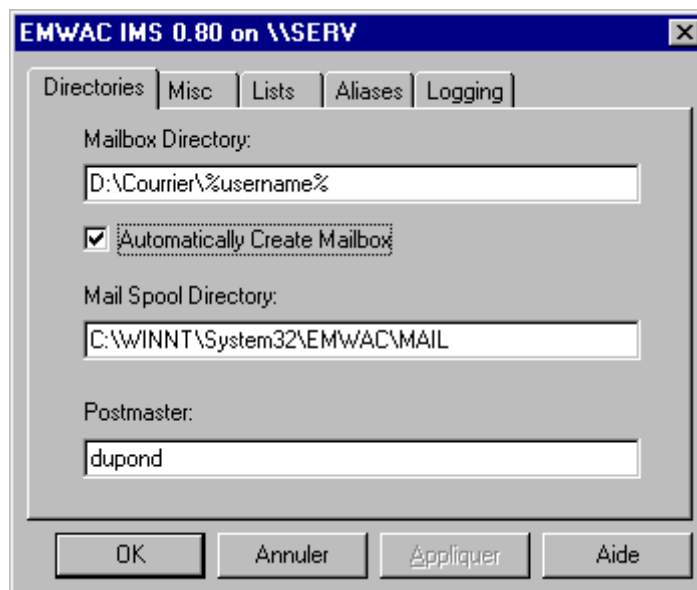 EMWAC IMS 0.80 on \\SERV
Directories Misc Lists Aliases Logging
Mailbox Directory:
D:\Courrier\%username%
Automatically Create Mailbox
Mail Spool Directory:
C:\WINNT\System32\EMWAC\MAIL
Postmaster:
dupond
OK Annuler Appliquer Aide